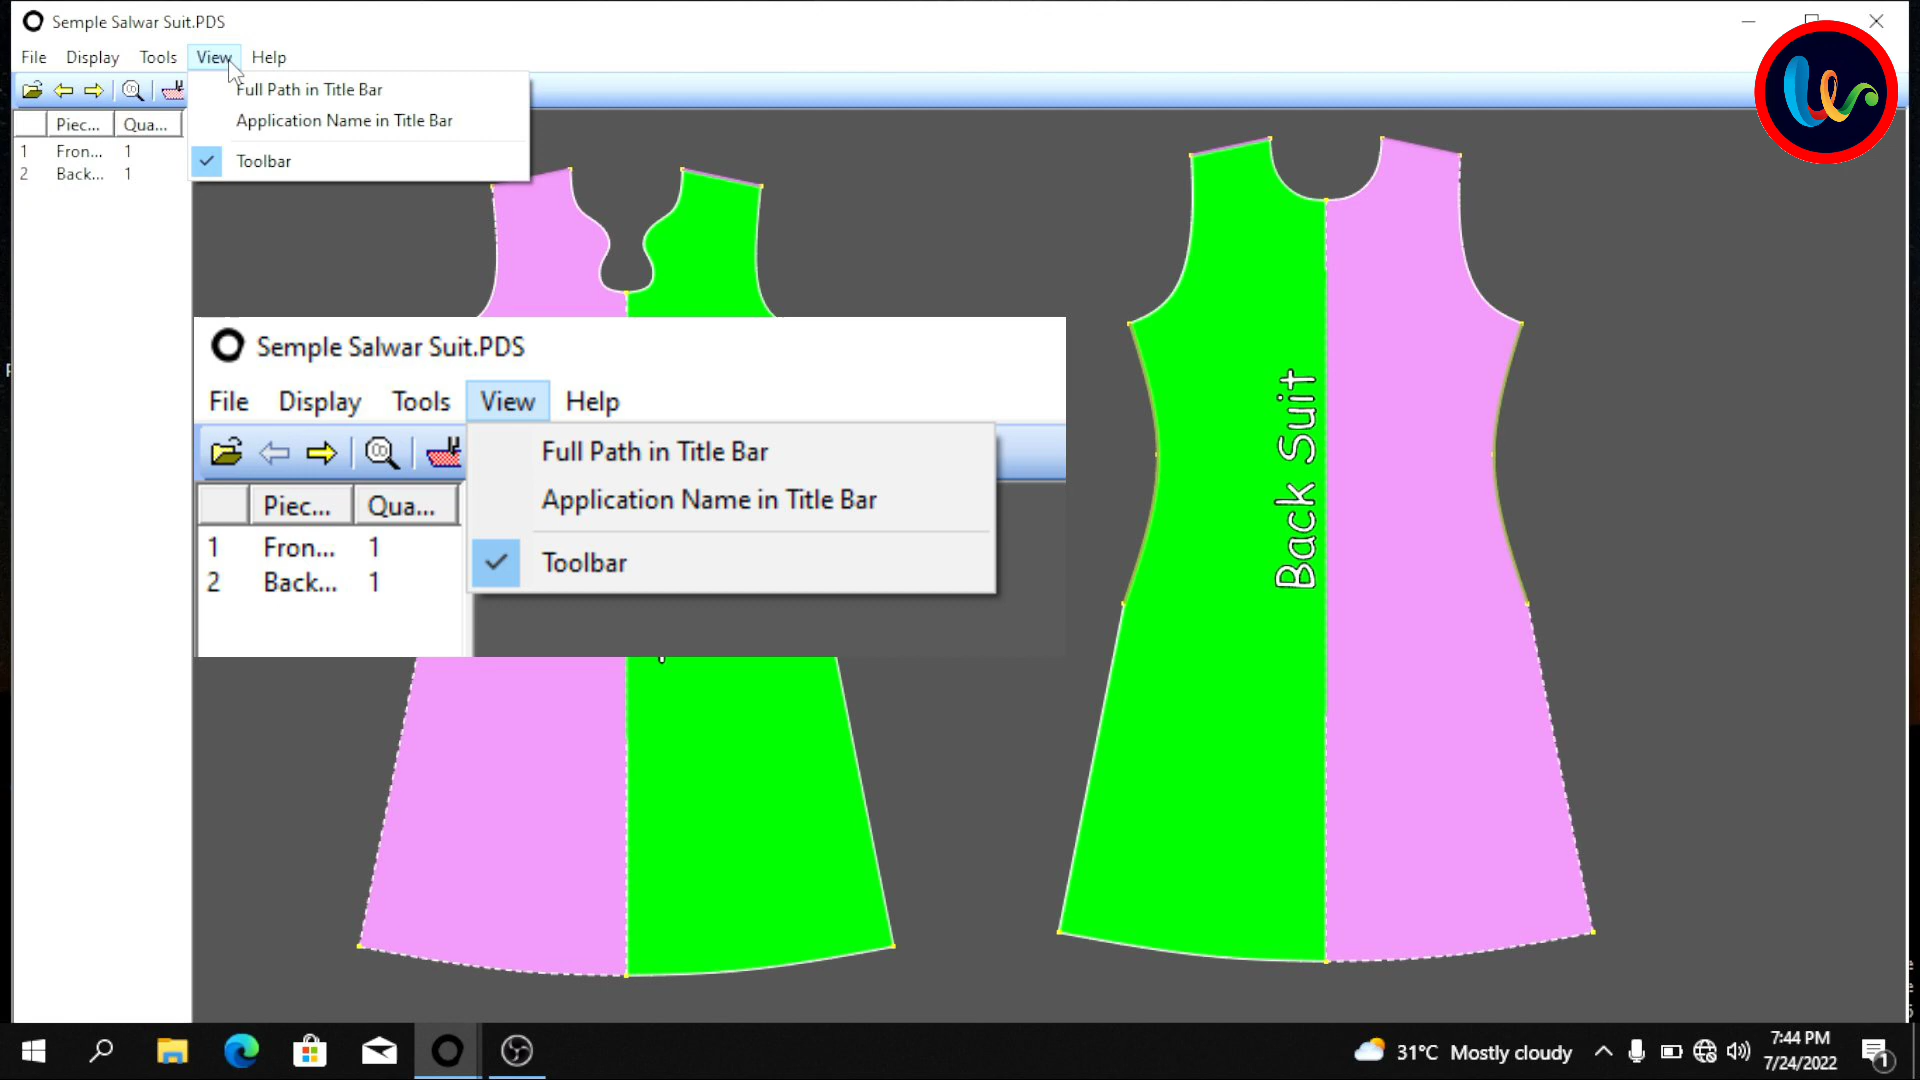 Semple Salwar Suit.PDS
File Display Tools View Help
Full Path in Title Bar
Application Name in Title Bar
Toolbar
Piec... Qua...
1 Fron... 1
2 Back... 1
Semple Salwar Suit.PDS
File Display Tools View Help
Full Path in Title Bar
Application Name in Title Bar
Toolbar
Piec... Qua...
1 Fron... 1
2 Back... 1
Back Suit
31°C Mostly cloudy
7:44 PM
7/24/2022
1